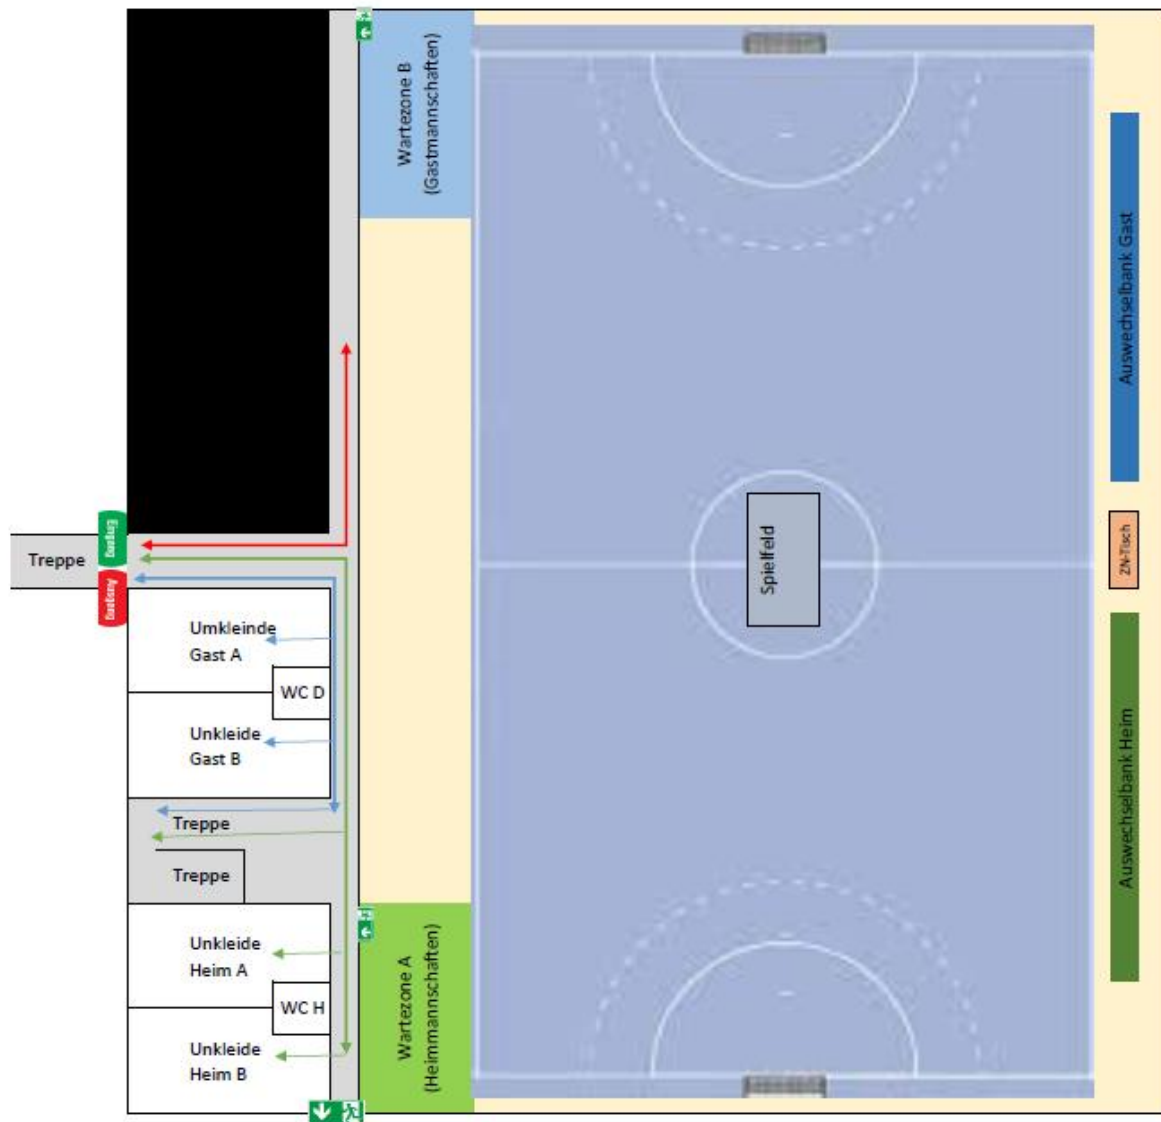 Wartezone B
(Gastmannschaften)
Auswechselbank Gast
Eingang
Treppe
Ausgang
Spielfeld
ZN-Tisch
Umkleinde
Gast A
WC D
Unkleide
Gast B
Treppe
Treppe
Unkleide
Heim A
WC H
Unkleide
Heim B
Wartezone A
(Heimmannschaften)
Auswechselbank Heim